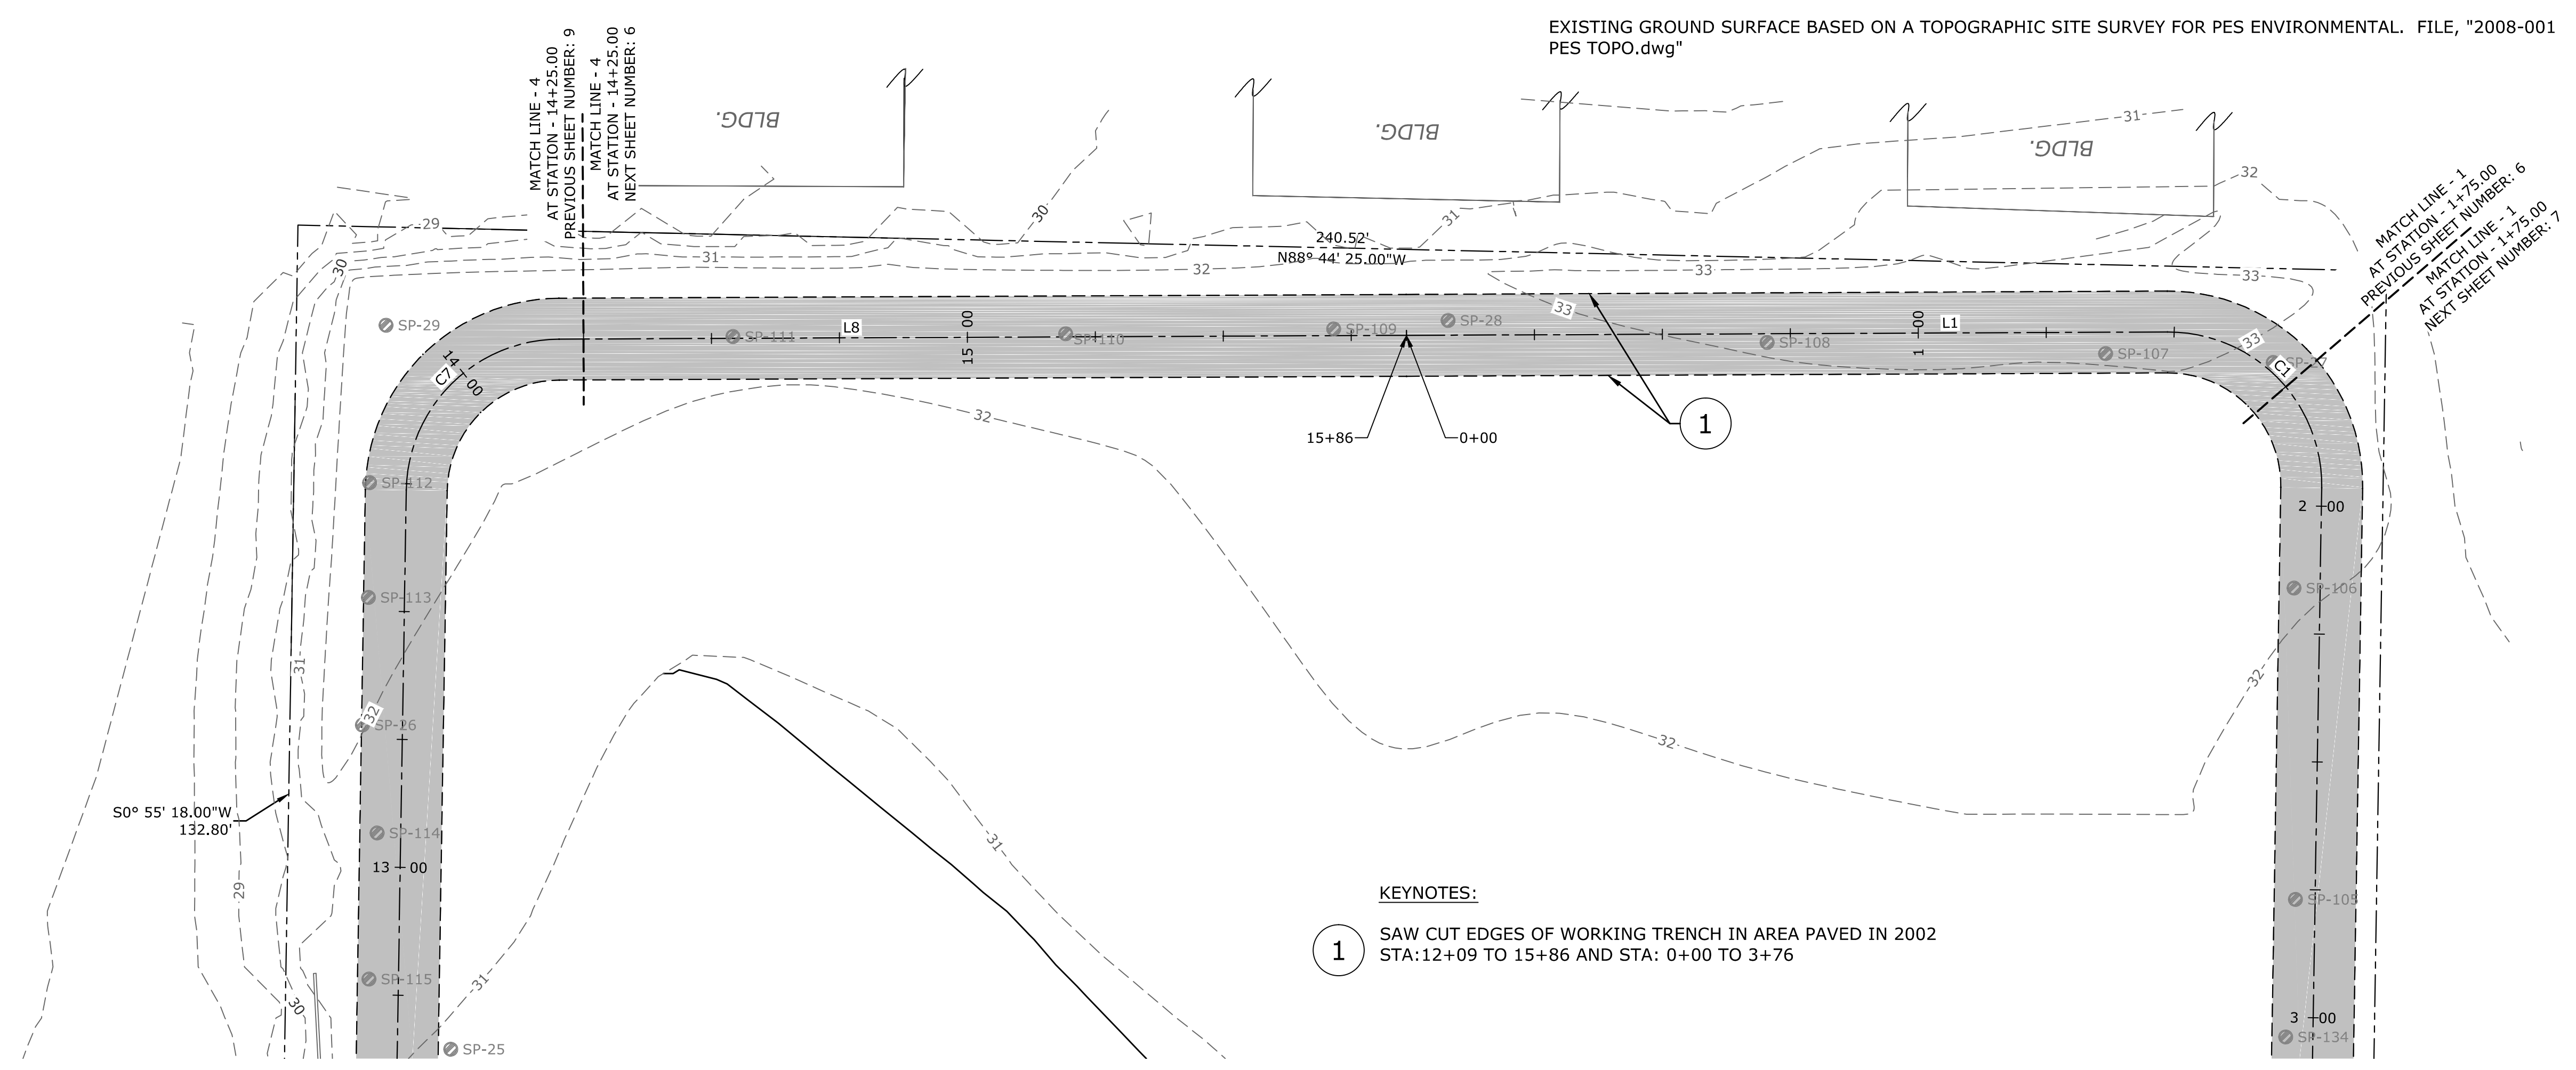 EXISTING GROUND SURFACE BASED ON A TOPOGRAPHIC SITE SURVEY FOR PES ENVIRONMENTAL. FILE, "2008-001
PES TOPO.dwg"
MATCH LINE - 4
AT STATION - 14+25.00
PREVIOUS SHEET NUMBER: 9
MATCH LINE - 4
AT STATION - 14+25.00
NEXT SHEET NUMBER: 6
BLDG.
BLDG.
BLDG.
31
32
MATCH LINE - 1
AT STATION - 1+75.00
PREVIOUS SHEET NUMBER: 6
MATCH LINE - 1
AT STATION - 1+75.00
NEXT SHEET NUMBER: 7
29
30
31
240.52'
N88° 44' 25.00"W
30
31
32
33
33
33
33
SP-29
SP-111
L8
15 00
SP-110
SP-109
SP-28
SP-108
1 00
L1
SP-107
SP-27
C1
14 00
C7
32
15+86
0+00
1
SP-112
2 00
SP-113
SP-106
31
32
SP-26
32
32
S0° 55' 18.00"W
132.80'
SP-114
31
13 00
29
KEYNOTES:
1
SAW CUT EDGES OF WORKING TRENCH IN AREA PAVED IN 2002
STA:12+09 TO 15+86 AND STA: 0+00 TO 3+76
SP-105
SP-115
31
30
3 00
SP-134
SP-25